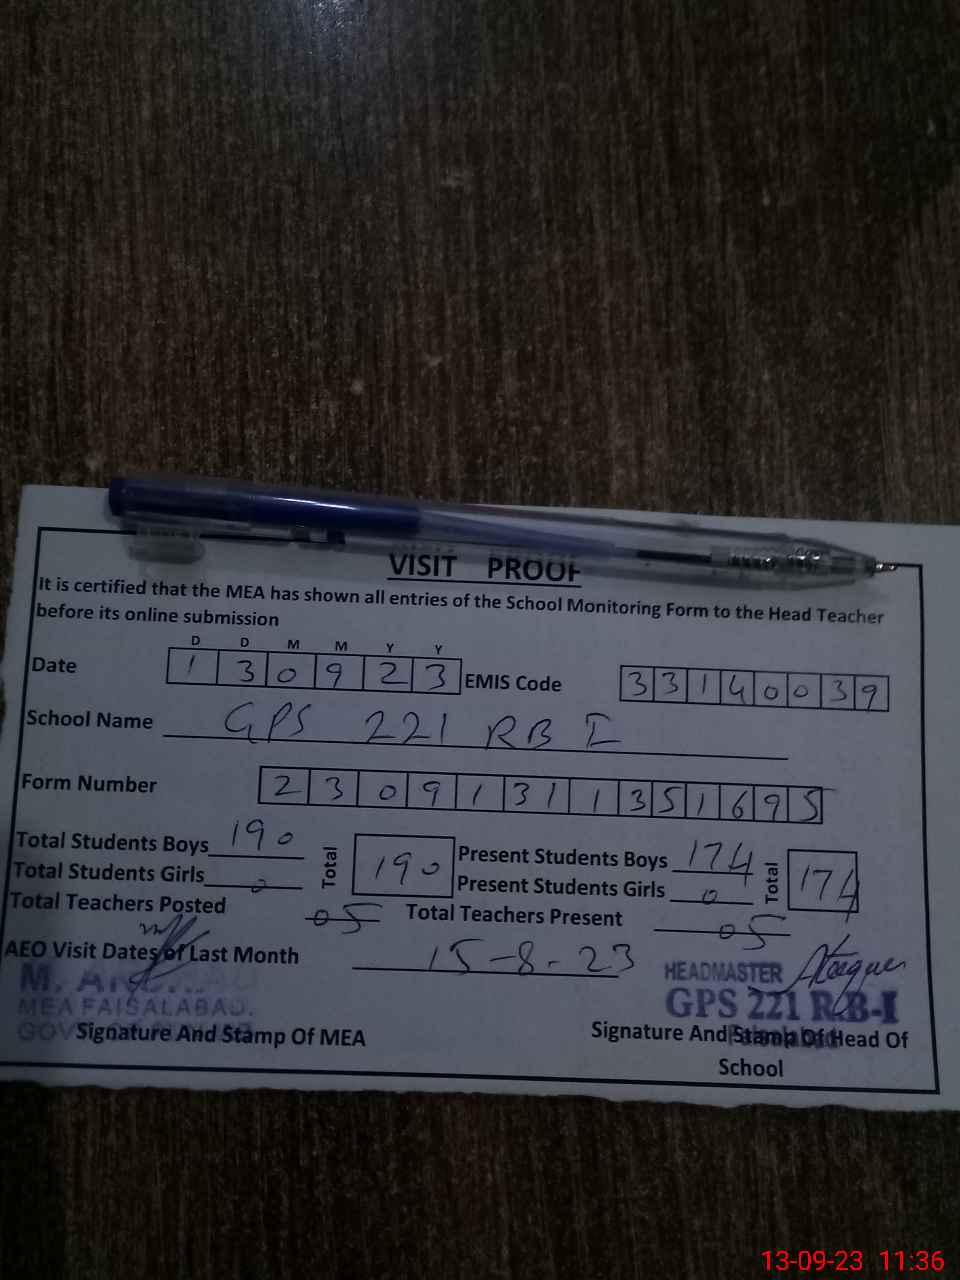 VISIT PROOF
It is certified that the MEA has shown all entries of the School Monitoring Form to the Head Teacher
before its online submission
D D M M Y Y
Date 1 3 0 9 2 3 EMIS Code 3 3 1 4 0 0 3 9
School Name GPS 221 RB I
Form Number 2 3 0 9 1 3 1 1 3 5 1 6 9 5
Total Students Boys 190 Total 190 Present Students Boys 174 Total 174
Total Students Girls 0 Present Students Girls 0
Total Teachers Posted 05 Total Teachers Present 05
AEO Visit Dates of Last Month 15-8-23
HEADMASTER
M.
GPS 221 RB-I
MEA FAISALABAD.
Signature And Stamp Of MEA Signature And Stamp Of Head Of
School
13-09-23 11:36